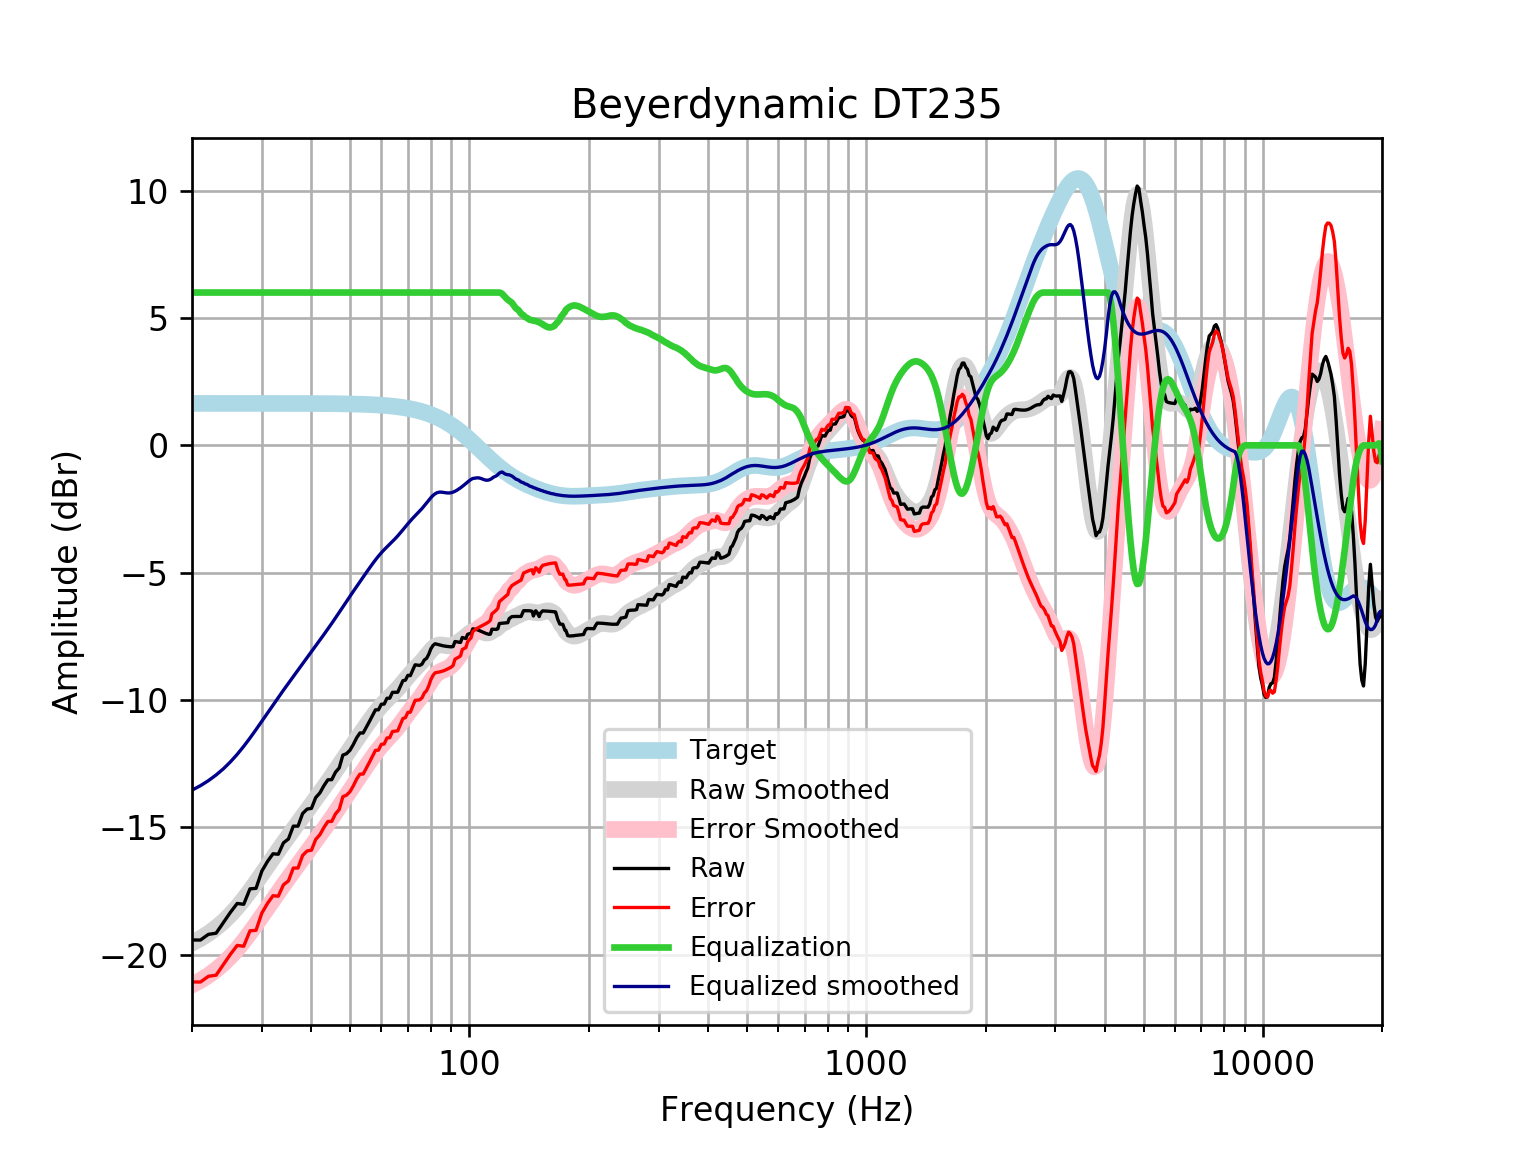 Beyerdynamic DT235
10
5
0
−5
−10
−15
−20
Amplitude (dBr)
Target
Raw Smoothed
Error Smoothed
Raw
Error
Equalization
Equalized smoothed
100
1000
10000
Frequency (Hz)